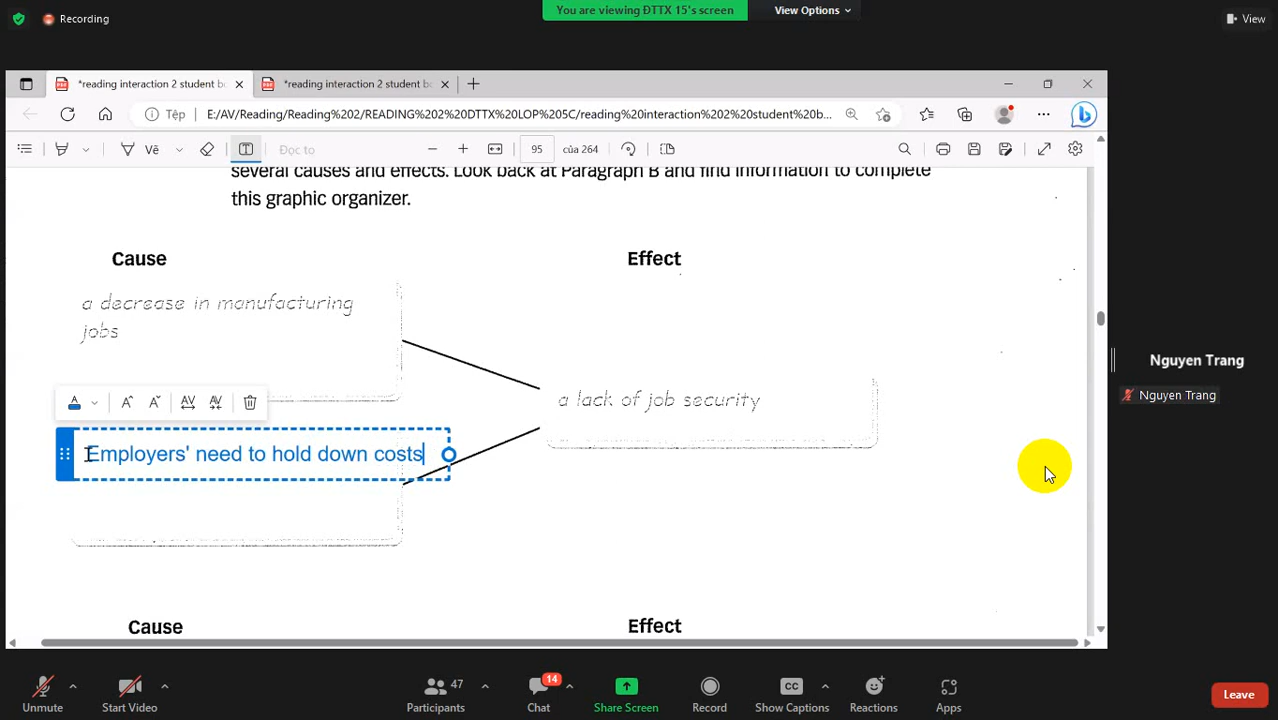 Recording
You are viewing ĐTTX 15's screen
View Options
View
*reading interaction 2 student b
*reading interaction 2 student b
Tệp
E:/AV/Reading/Reading%202/READING%202%20DTTX%20LOP%205C/reading%20interaction%202%20student%20b...
Vẽ
Đọc to
95
của 264
several causes and effects. Look back at Paragraph B and find information to complete
this graphic organizer.
Cause
Effect
a decrease in manufacturing
jobs
a lack of job security
Employers' need to hold down costs
Nguyen Trang
Nguyen Trang
Cause
Effect
Unmute
Start Video
47
Participants
14
Chat
Share Screen
Record
CC
Show Captions
Reactions
Apps
Leave